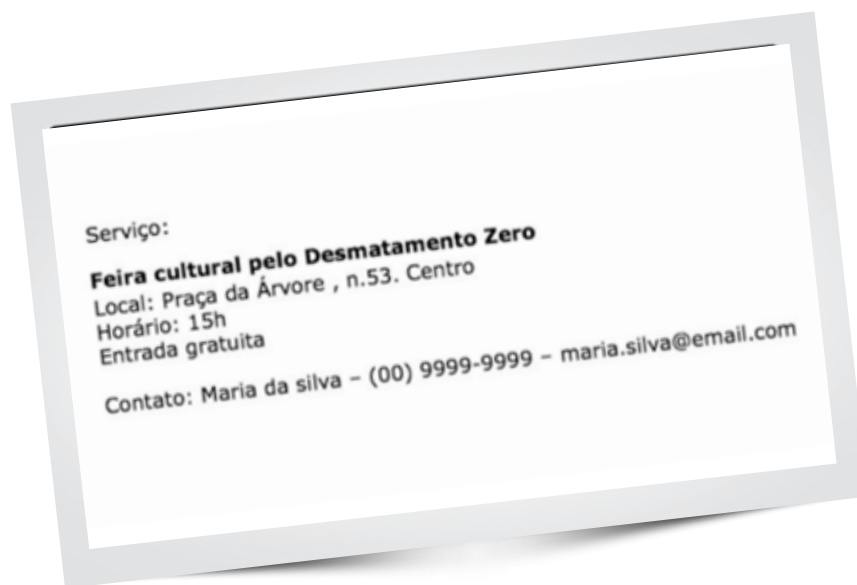 Serviço:
Feira cultural pelo Desmatamento Zero
Local: Praça da Árvore , n.53. Centro
Horário: 15h
Entrada gratuita
Contato: Maria da silva – (00) 9999-9999 – maria.silva@email.com